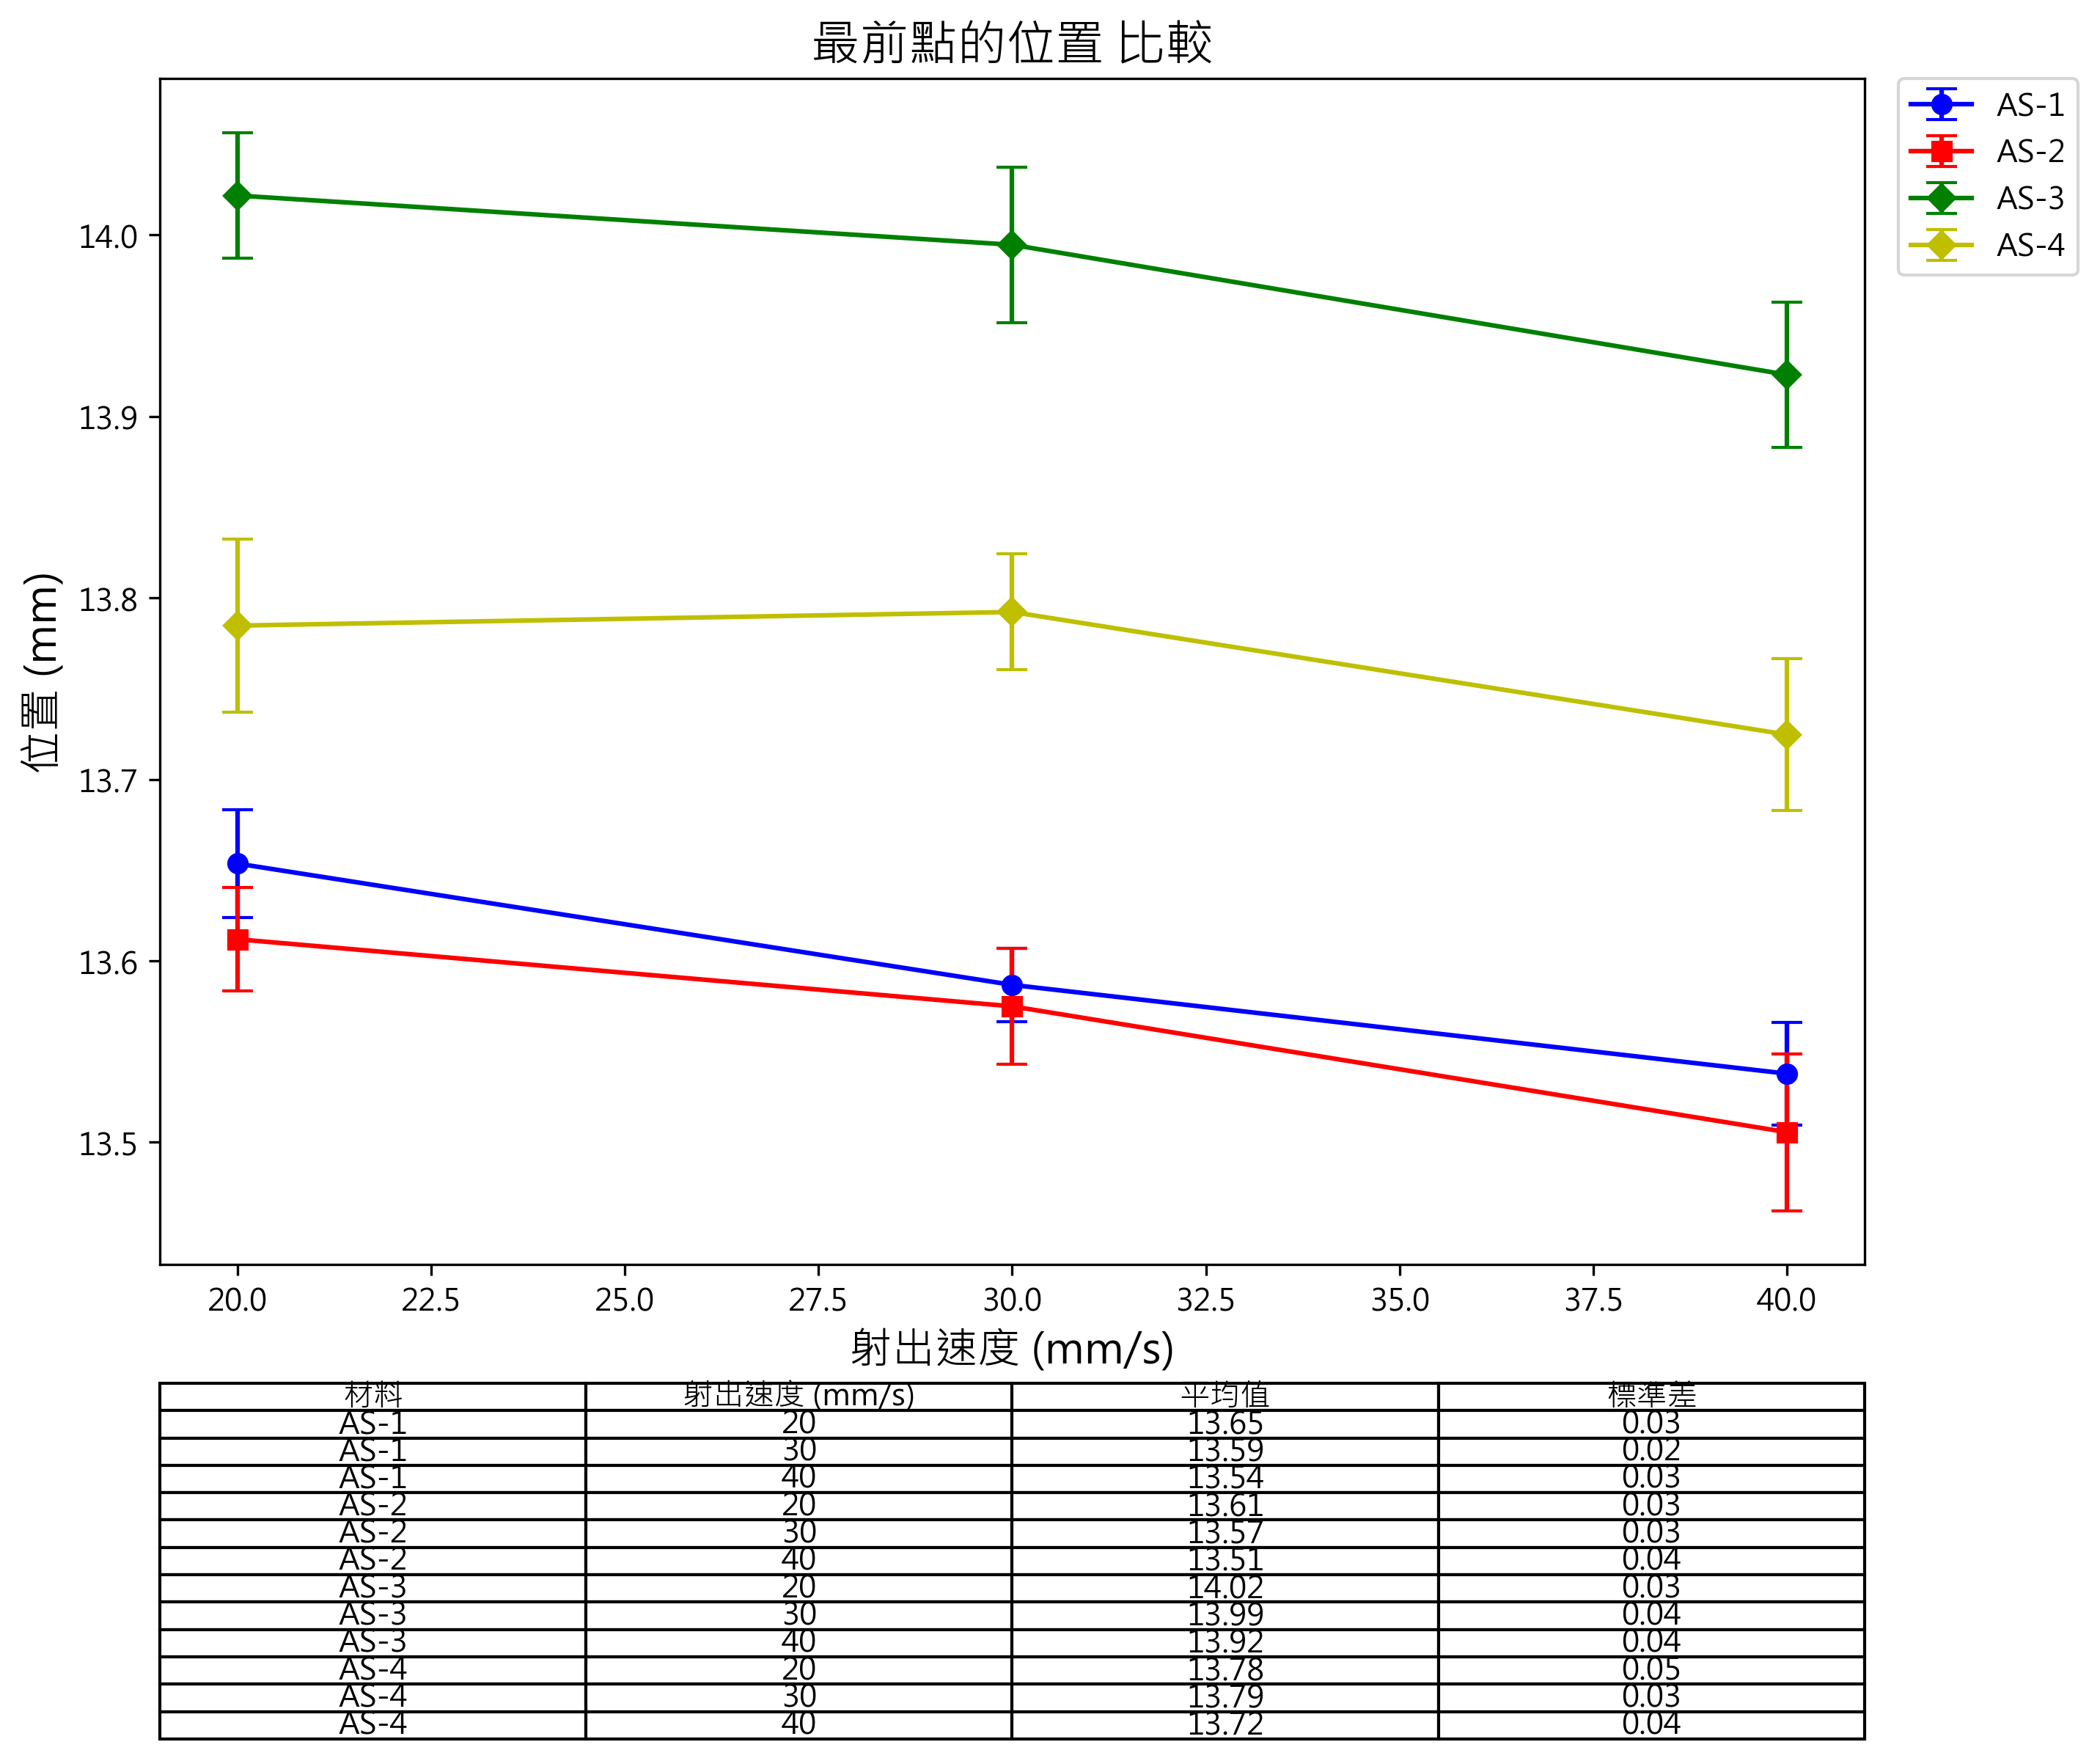 最前點的位置 比較
AS-1
AS-2
AS-3
AS-4
14.0
13.9
13.8
13.7
13.6
13.5
位置 (mm)
20.0 22.5 25.0 27.5 30.0 32.5 35.0 37.5 40.0
射出速度 (mm/s)
材料 射出速度 (mm/s) 平均值 標準差
AS-1 20 13.65 0.03
AS-1 30 13.59 0.02
AS-1 40 13.54 0.03
AS-2 20 13.61 0.03
AS-2 30 13.57 0.03
AS-2 40 13.51 0.04
AS-3 20 14.02 0.03
AS-3 30 13.99 0.04
AS-3 40 13.92 0.04
AS-4 20 13.78 0.05
AS-4 30 13.79 0.03
AS-4 40 13.72 0.04